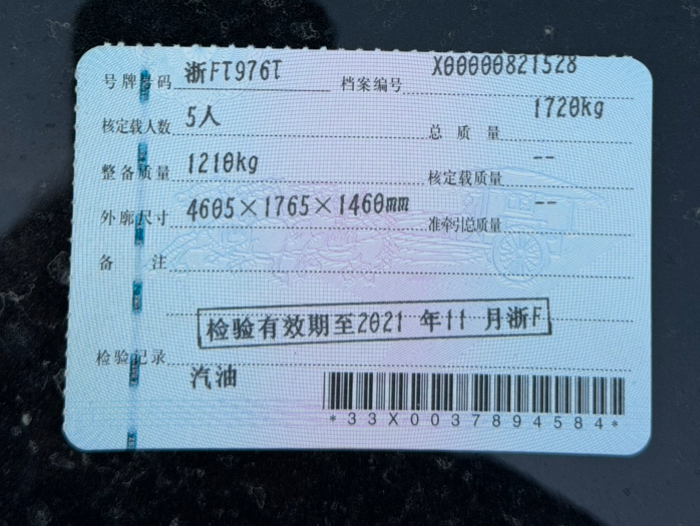 号牌号码 浙FT976T 档案编号 X00000821528
核定载人数 5人 总质量 1720kg
整备质量 1210kg 核定载质量 --
外廓尺寸 4605×1765×1460mm 准牵引总质量 --
备注
检验有效期至2021 年11 月浙F
检验记录
汽油
*33X0037894584*